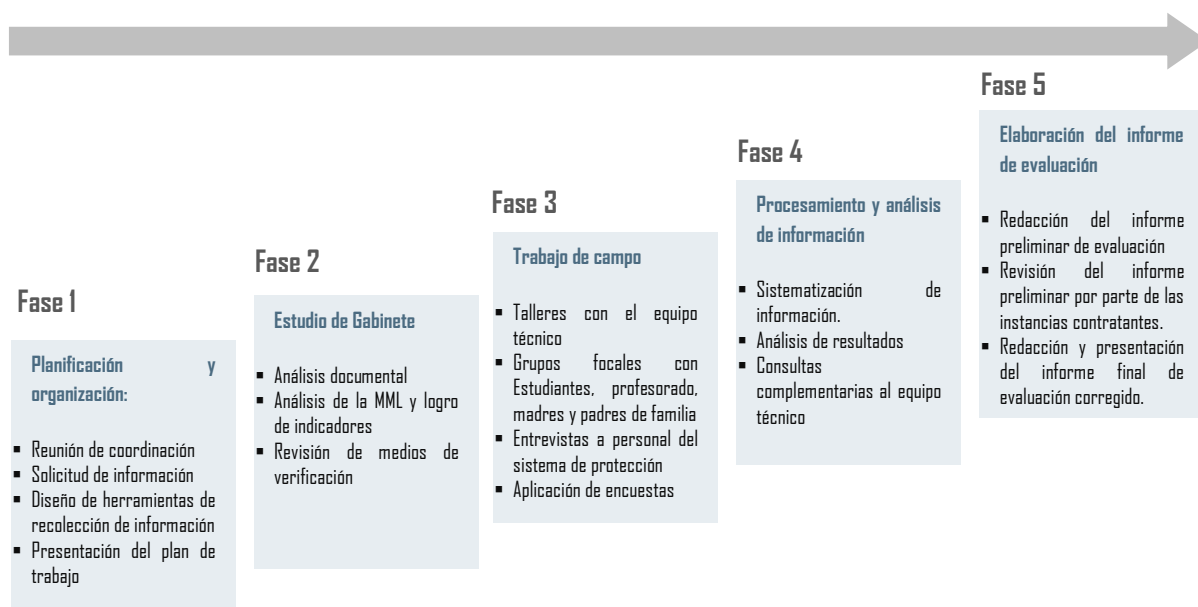 Fase 1
Planificación y
organización:
▪ Reunión de coordinación
▪ Solicitud de información
▪ Diseño de herramientas de
recolección de información
▪ Presentación del plan de
trabajo
Fase 2
Estudio de Gabinete
▪ Análisis documental
▪ Análisis de la MML y logro
de indicadores
▪ Revisión de medios de
verificación
Fase 3
Trabajo de campo
▪ Talleres con el equipo
técnico
▪ Grupos focales con
Estudiantes, profesorado,
madres y padres de familia
▪ Entrevistas a personal del
sistema de protección
▪ Aplicación de encuestas
Fase 4
Procesamiento y análisis
de información
▪ Sistematización de
información.
▪ Análisis de resultados
▪ Consultas
complementarias al equipo
técnico
Fase 5
Elaboración del informe
de evaluación
▪ Redacción del informe
preliminar de evaluación
▪ Revisión del informe
preliminar por parte de las
instancias contratantes.
▪ Redacción y presentación
del informe final de
evaluación corregido.